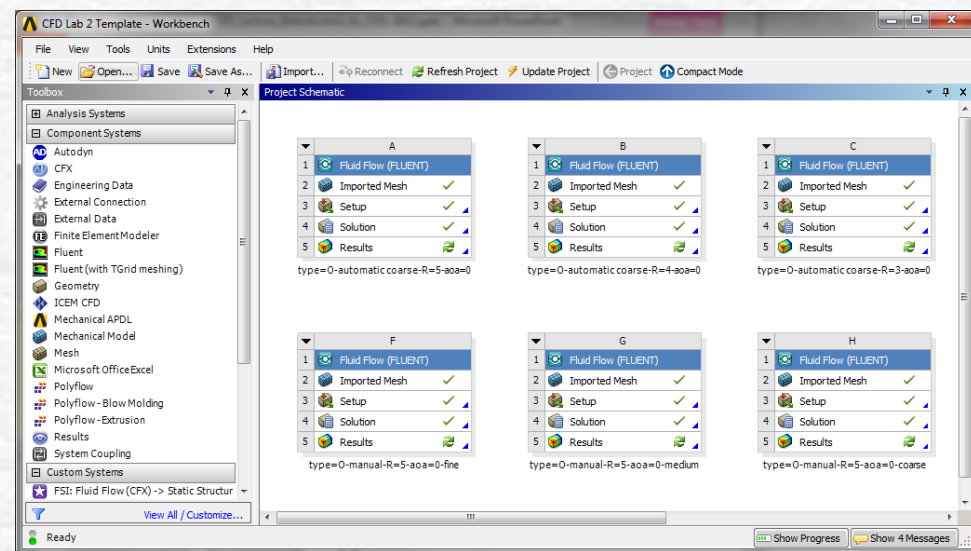 CFD Lab 2 Template - Workbench
File View Tools Units Extensions Help
New Open... Save Save As... Import... Reconnect Refresh Project Update Project Project Compact Mode
Toolbox
Analysis Systems
Component Systems
Autodyn
CFX
Engineering Data
External Connection
External Data
Finite Element Modeler
Fluent
Fluent (with TGrid meshing)
Geometry
ICEM CFD
Mechanical APDL
Mechanical Model
Mesh
Microsoft Office Excel
Polyflow
Polyflow - Blow Molding
Polyflow - Extrusion
Results
System Coupling
Custom Systems
FSI: Fluid Flow (CFX) -> Static Structur
View All / Customize...
Project Schematic
A
1 Fluid Flow (FLUENT)
2 Imported Mesh
3 Setup
4 Solution
5 Results
type=O-automatic coarse-R=5-aoa=0
B
1 Fluid Flow (FLUENT)
2 Imported Mesh
3 Setup
4 Solution
5 Results
type=O-automatic coarse-R=4-aoa=0
C
1 Fluid Flow (FLUENT)
2 Imported Mesh
3 Setup
4 Solution
5 Results
type=O-automatic coarse-R=3-aoa=0
F
1 Fluid Flow (FLUENT)
2 Imported Mesh
3 Setup
4 Solution
5 Results
type=O-manual-R=5-aoa=0-fine
G
1 Fluid Flow (FLUENT)
2 Imported Mesh
3 Setup
4 Solution
5 Results
type=O-manual-R=5-aoa=0-medium
H
1 Fluid Flow (FLUENT)
2 Imported Mesh
3 Setup
4 Solution
5 Results
type=O-manual-R=5-aoa=0-coarse
Ready
Show Progress Show 4 Messages